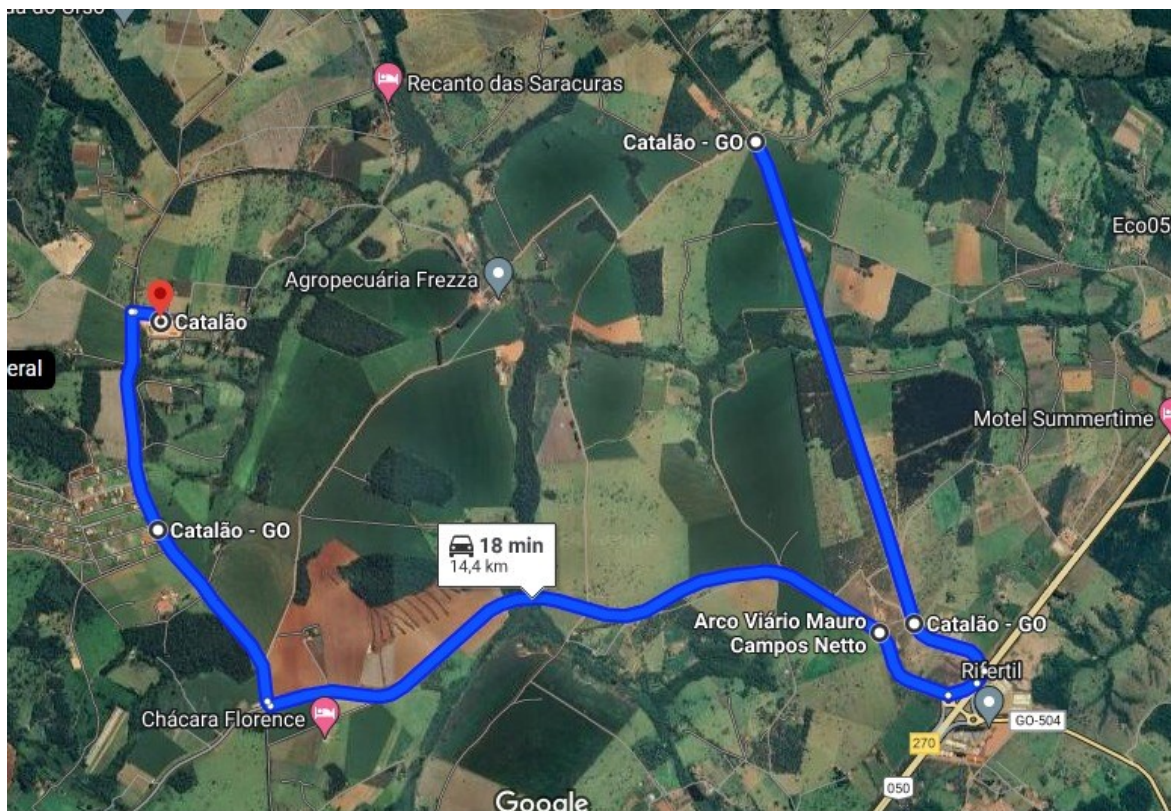 Recanto das Saracuras
Catalão - GO
Eco05
Agropecuária Frezza
Catalão
eral
Motel Summertime
Catalão - GO
18 min
14,4 km
Arco Viário Mauro
Campos Netto
Catalão - GO
Rifertil
Chácara Florence
GO-504
270
050
Google